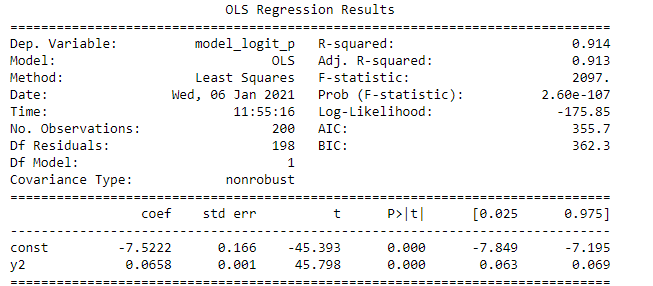 OLS Regression Results
==============================================================================
Dep. Variable:          model_logit_p   R-squared:                       0.914
Model:                            OLS   Adj. R-squared:                  0.913
Method:                 Least Squares   F-statistic:                     2097.
Date:                Wed, 06 Jan 2021   Prob (F-statistic):          2.60e-107
Time:                        11:55:16   Log-Likelihood:                -175.85
No. Observations:                 200   AIC:                             355.7
Df Residuals:                     198   BIC:                             362.3
Df Model:                           1
Covariance Type:            nonrobust
==============================================================================
                 coef    std err          t      P>|t|      [0.025      0.975]
------------------------------------------------------------------------------
const         -7.5222      0.166    -45.393      0.000      -7.849      -7.195
y2             0.0658      0.001     45.798      0.000       0.063       0.069
==============================================================================